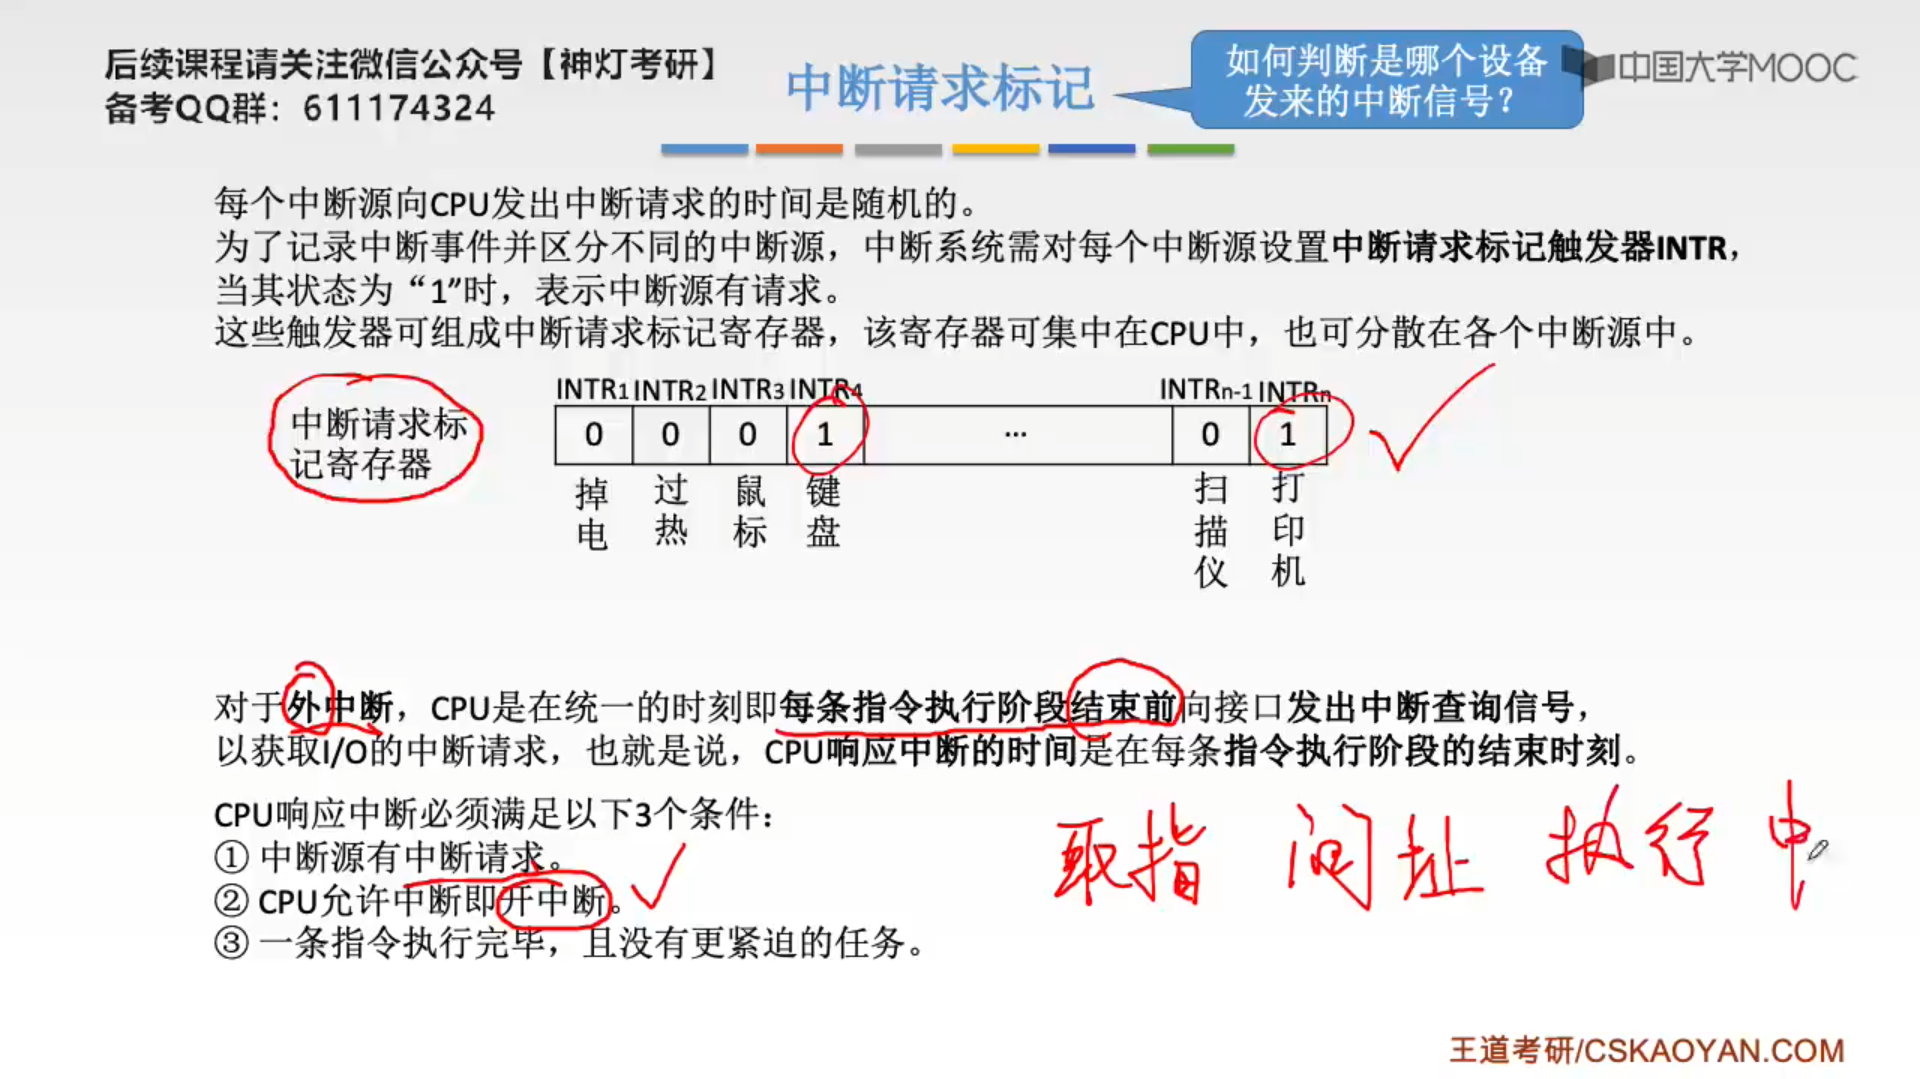 后续课程请关注微信公众号【神灯考研】
备考QQ群：611174324
中断请求标记
如何判断是哪个设备
发来的中断信号？
中国大学MOOC
每个中断源向CPU发出中断请求的时间是随机的。
为了记录中断事件并区分不同的中断源，中断系统需对每个中断源设置中断请求标记触发器INTR，
当其状态为“1”时，表示中断源有请求。
这些触发器可组成中断请求标记寄存器，该寄存器可集中在CPU中，也可分散在各个中断源中。
INTR1 INTR2 INTR3 INTR4 INTRn-1 INTRn
中断请求标
记寄存器
0 0 0 1 ... 0 1
掉电 过热 鼠标 键盘 扫描仪 打印机
对于外中断，CPU是在统一的时刻即每条指令执行阶段结束前向接口发出中断查询信号，
以获取I/O的中断请求，也就是说，CPU响应中断的时间是在每条指令执行阶段的结束时刻。
CPU响应中断必须满足以下3个条件：
① 中断源有中断请求。
② CPU允许中断即开中断。
③ 一条指令执行完毕，且没有更紧迫的任务。
取指 间址 执行 中
王道考研/CSKAOYAN.COM